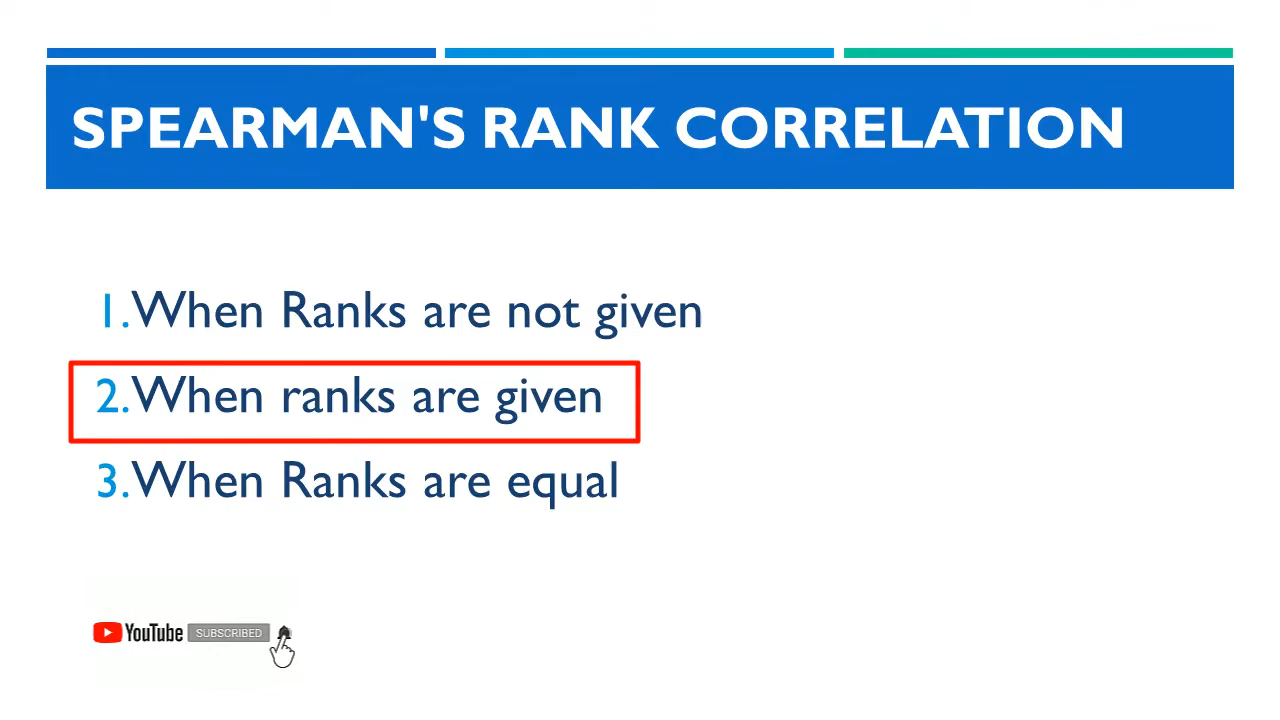 SPEARMAN'S RANK CORRELATION
1. When Ranks are not given
2. When ranks are given
3. When Ranks are equal
YouTube SUBSCRIBED